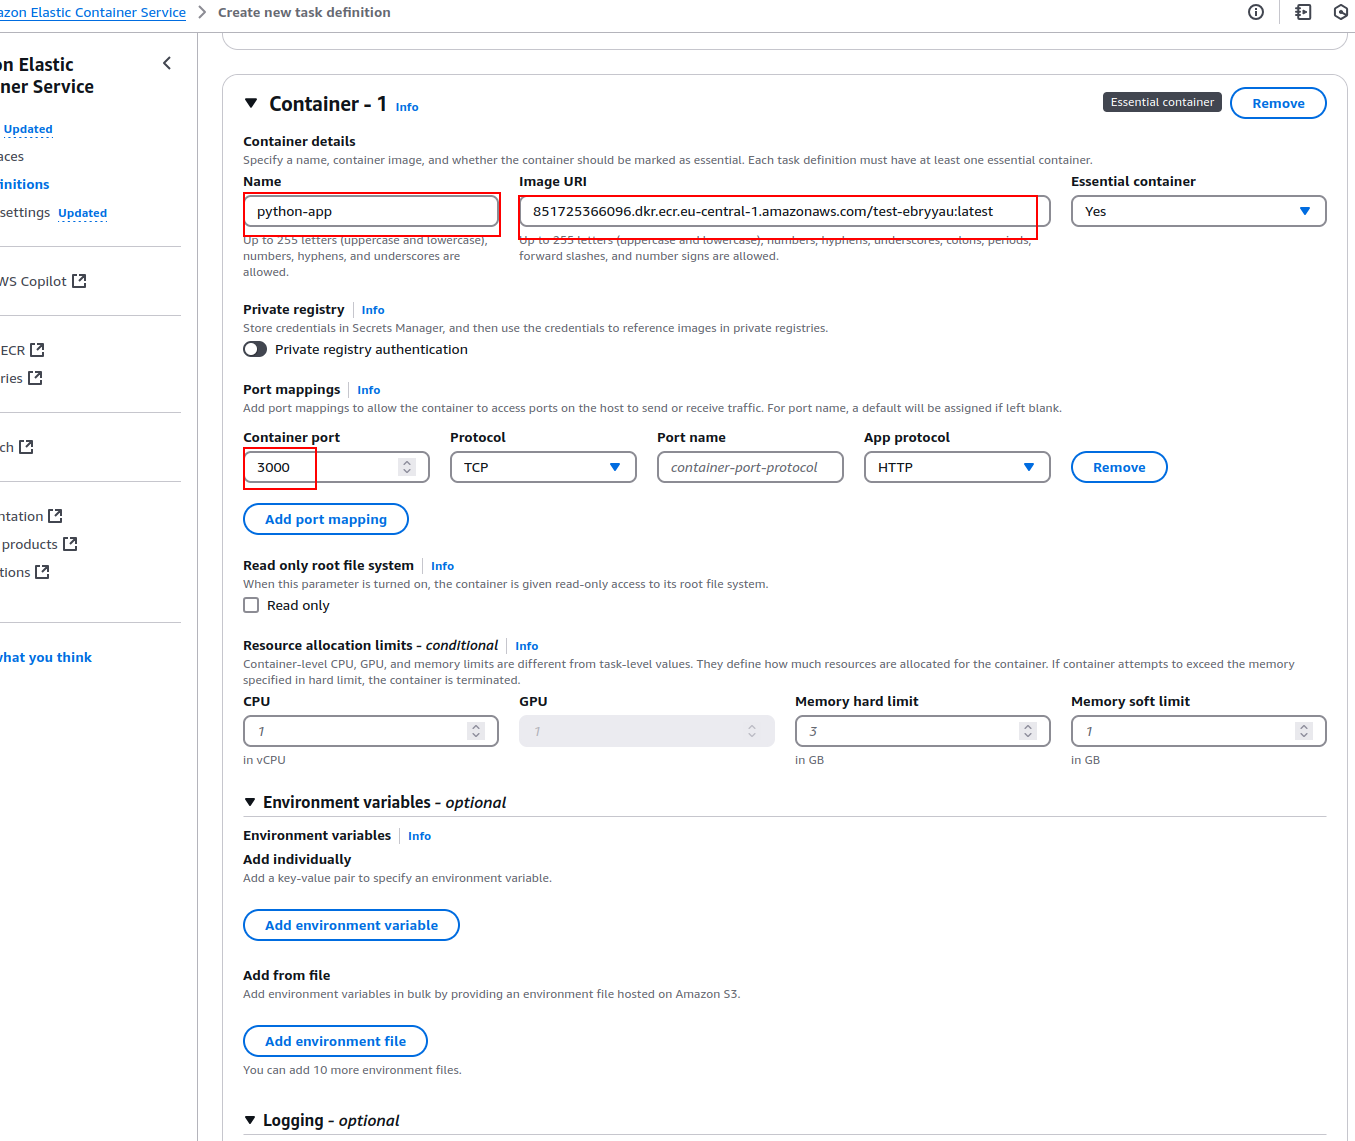 azon Elastic Container Service > Create new task definition
on Elastic
ner Service
Updated
aces
initions
settings Updated
WS Copilot
ECR
ries
ch
ntation
products
tions
what you think
Container - 1 Info
Essential container
Remove
Container details
Specify a name, container image, and whether the container should be marked as essential. Each task definition must have at least one essential container.
Name Image URI Essential container
python-app 851725366096.dkr.ecr.eu-central-1.amazonaws.com/test-ebryyau:latest Yes
Up to 255 letters (uppercase and lowercase), Up to 255 letters (uppercase and lowercase), numbers, hyphens, underscores, colons, periods,
numbers, hyphens, and underscores are forward slashes, and number signs are allowed.
allowed.
Private registry Info
Store credentials in Secrets Manager, and then use the credentials to reference images in private registries.
Private registry authentication
Port mappings Info
Add port mappings to allow the container to access ports on the host to send or receive traffic. For port name, a default will be assigned if left blank.
Container port Protocol Port name App protocol
3000 TCP container-port-protocol HTTP Remove
Add port mapping
Read only root file system Info
When this parameter is turned on, the container is given read-only access to its root file system.
Read only
Resource allocation limits - conditional Info
Container-level CPU, GPU, and memory limits are different from task-level values. They define how much resources are allocated for the container. If container attempts to exceed the memory
specified in hard limit, the container is terminated.
CPU GPU Memory hard limit Memory soft limit
1 1 3 1
in vCPU in GB in GB
Environment variables - optional
Environment variables Info
Add individually
Add a key-value pair to specify an environment variable.
Add environment variable
Add from file
Add environment variables in bulk by providing an environment file hosted on Amazon S3.
Add environment file
You can add 10 more environment files.
Logging - optional